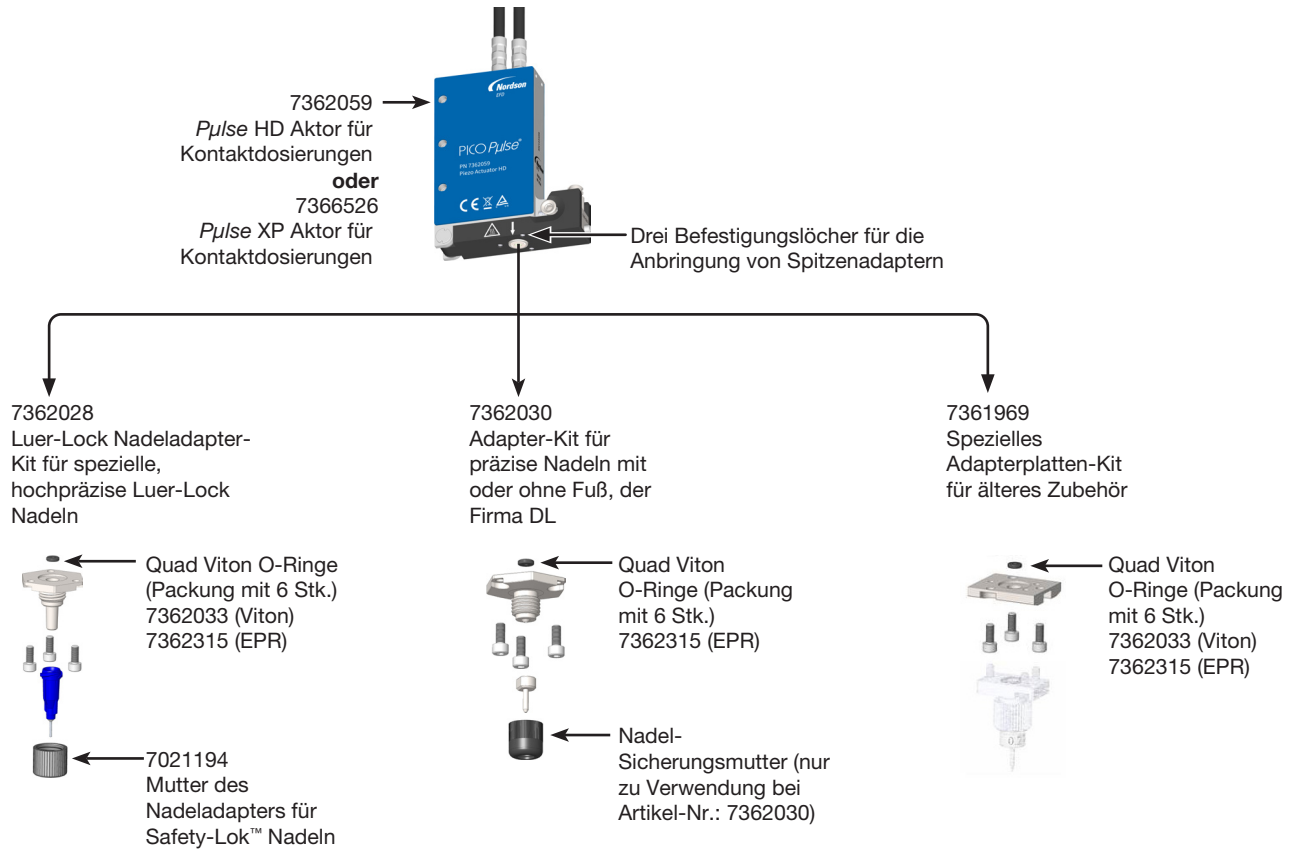 7362059
Pµlse HD Aktor für
Kontaktdosierungen
oder
7366526
Pµlse XP Aktor für
Kontaktdosierungen
Nordson
EFD
PICO Pµlse®
PN 7362059
Piezo Actuator HD
CE
Drei Befestigungslöcher für die
Anbringung von Spitzenadaptern
7362028
Luer-Lock Nadeladapter-
Kit für spezielle,
hochpräzise Luer-Lock
Nadeln
Quad Viton O-Ringe
(Packung mit 6 Stk.)
7362033 (Viton)
7362315 (EPR)
7021194
Mutter des
Nadeladapters für
Safety-Lok™ Nadeln
7362030
Adapter-Kit für
präzise Nadeln mit
oder ohne Fuß, der
Firma DL
Quad Viton
O-Ringe (Packung
mit 6 Stk.)
7362315 (EPR)
Nadel-
Sicherungsmutter (nur
zu Verwendung bei
Artikel-Nr.: 7362030)
7361969
Spezielles
Adapterplatten-Kit
für älteres Zubehör
Quad Viton
O-Ringe (Packung
mit 6 Stk.)
7362033 (Viton)
7362315 (EPR)